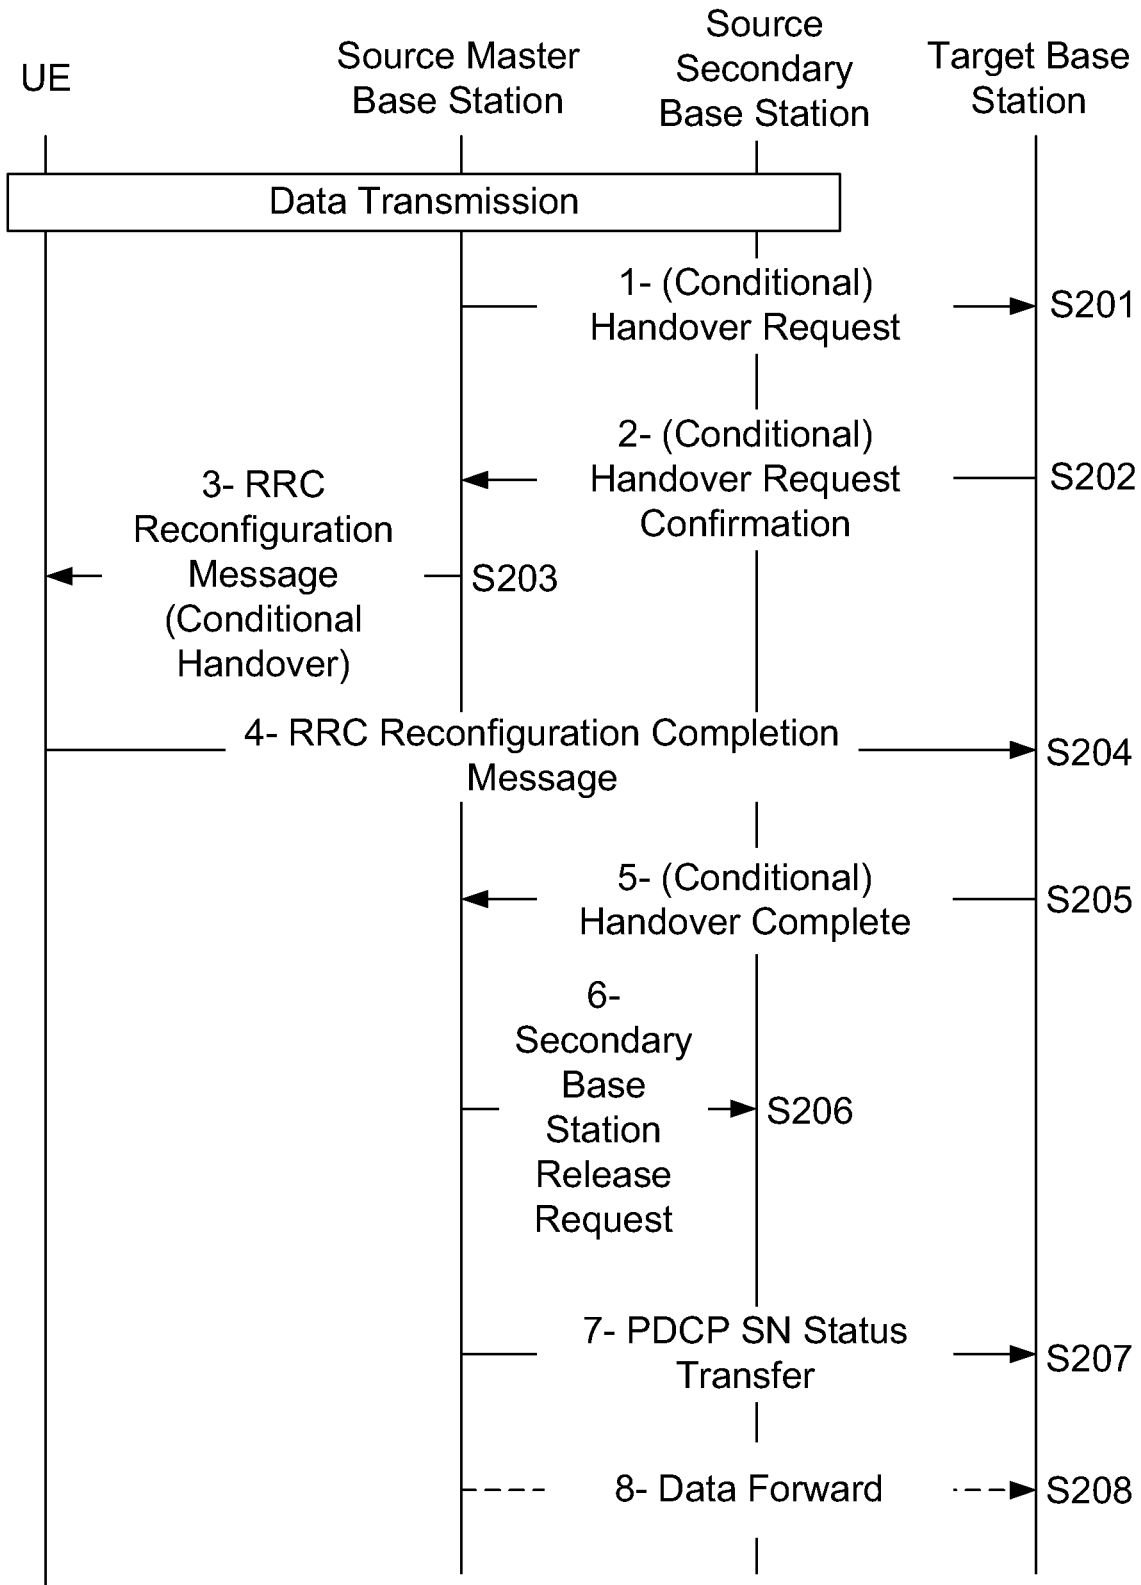 UE
Source Master
Base Station
Source
Secondary
Base Station
Target Base
Station
Data Transmission
1- (Conditional)
Handover Request
S201
2- (Conditional)
Handover Request
Confirmation
S202
3- RRC
Reconfiguration
Message
(Conditional
Handover)
S203
4- RRC Reconfiguration Completion
Message
S204
5- (Conditional)
Handover Complete
S205
6-
Secondary
Base
Station
Release
Request
S206
7- PDCP SN Status
Transfer
S207
8- Data Forward
S208